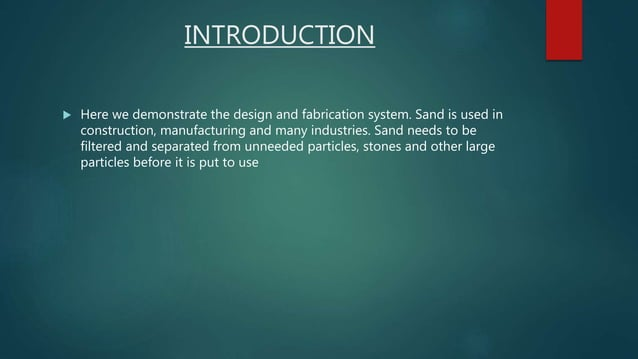 INTRODUCTION
Here we demonstrate the design and fabrication system. Sand is used in
construction, manufacturing and many industries. Sand needs to be
filtered and separated from unneeded particles, stones and other large
particles before it is put to use